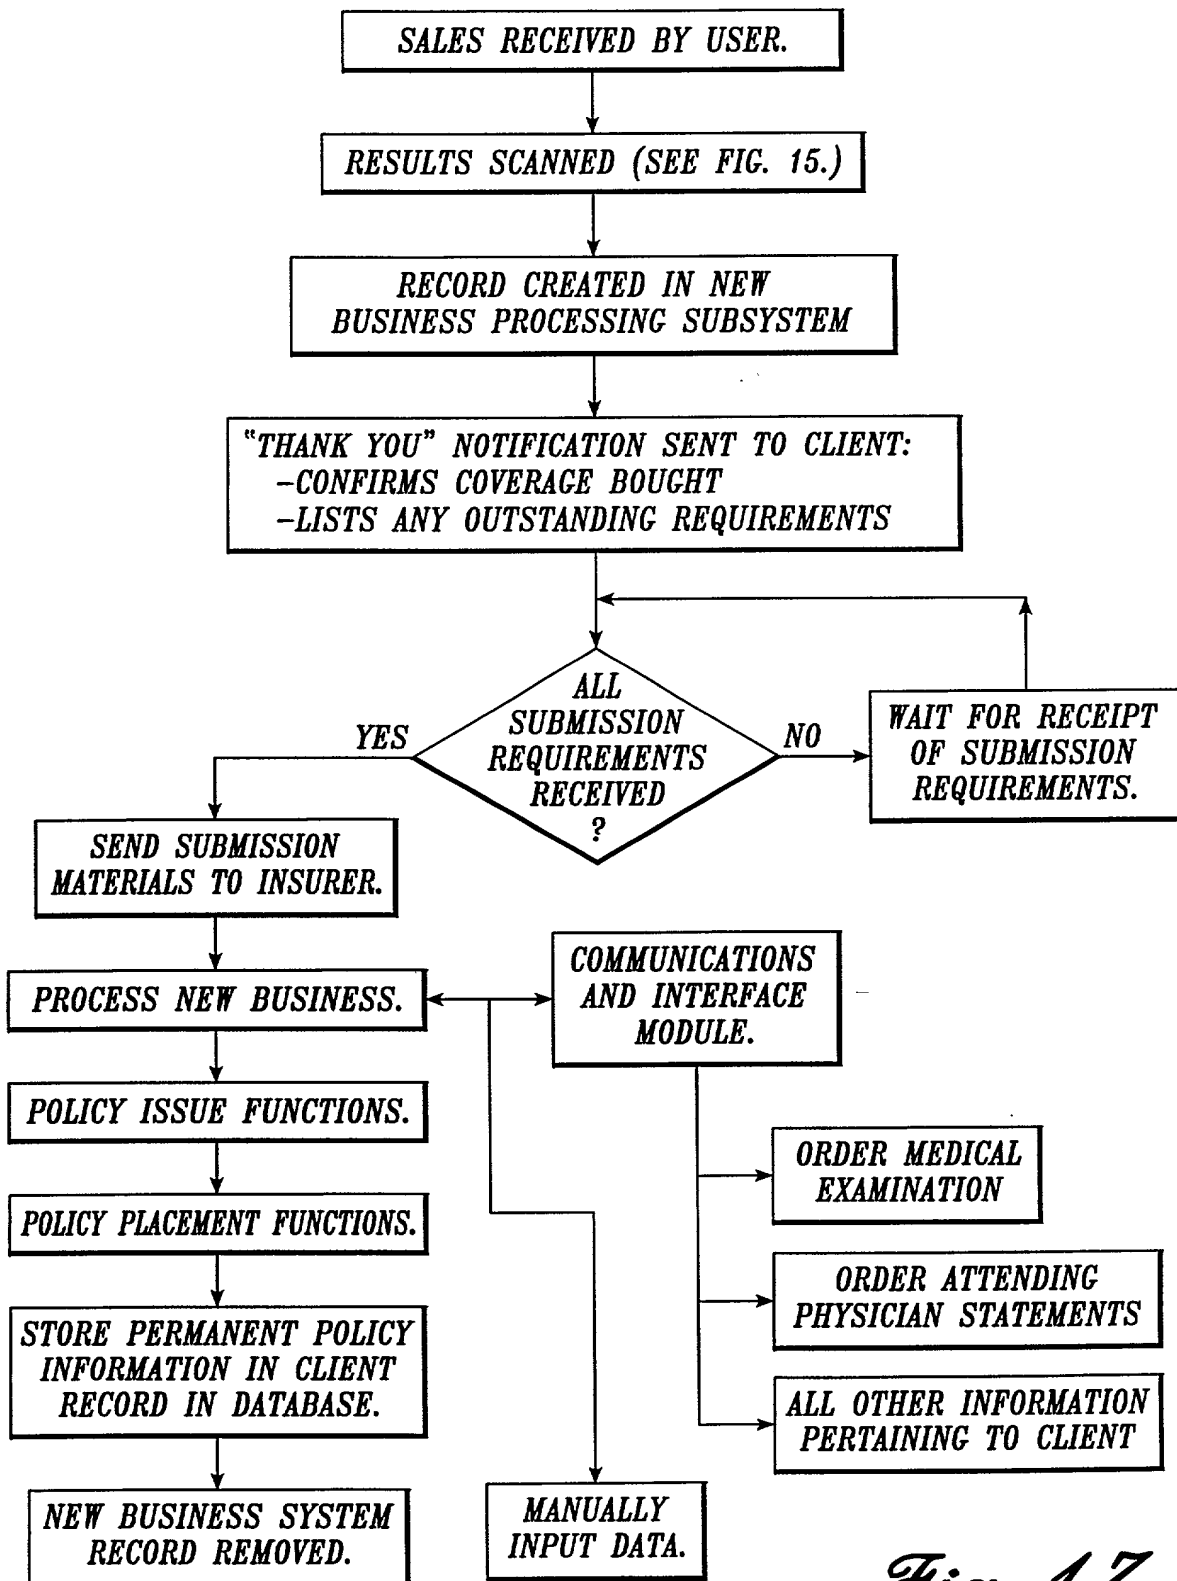 SALES RECEIVED BY USER.
RESULTS SCANNED (SEE FIG. 15.)
RECORD CREATED IN NEW
BUSINESS PROCESSING SUBSYSTEM
"THANK YOU" NOTIFICATION SENT TO CLIENT:
-CONFIRMS COVERAGE BOUGHT
-LISTS ANY OUTSTANDING REQUIREMENTS
ALL
SUBMISSION
REQUIREMENTS
RECEIVED
?
YES
NO
WAIT FOR RECEIPT
OF SUBMISSION
REQUIREMENTS.
SEND SUBMISSION
MATERIALS TO INSURER.
PROCESS NEW BUSINESS.
COMMUNICATIONS
AND INTERFACE
MODULE.
POLICY ISSUE FUNCTIONS.
ORDER MEDICAL
EXAMINATION
POLICY PLACEMENT FUNCTIONS.
ORDER ATTENDING
PHYSICIAN STATEMENTS
STORE PERMANENT POLICY
INFORMATION IN CLIENT
RECORD IN DATABASE.
ALL OTHER INFORMATION
PERTAINING TO CLIENT
NEW BUSINESS SYSTEM
RECORD REMOVED.
MANUALLY
INPUT DATA.
Fig. 17